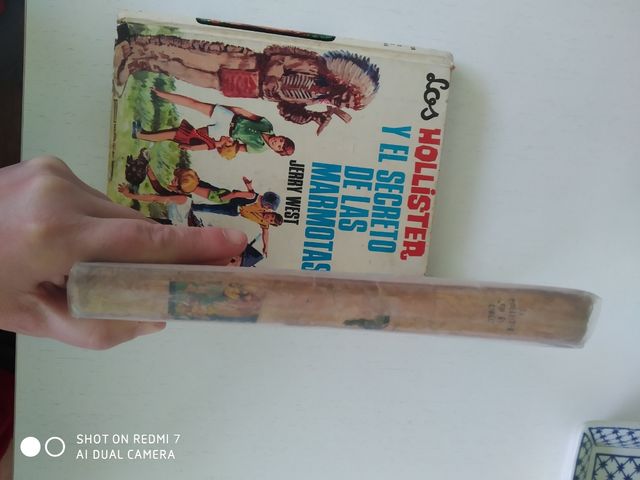 Los HOLLiSTER
Y EL SECRETO
DE LAS
MARMOTAS
JERRY WEST
SHOT ON REDMI 7
AI DUAL CAMERA